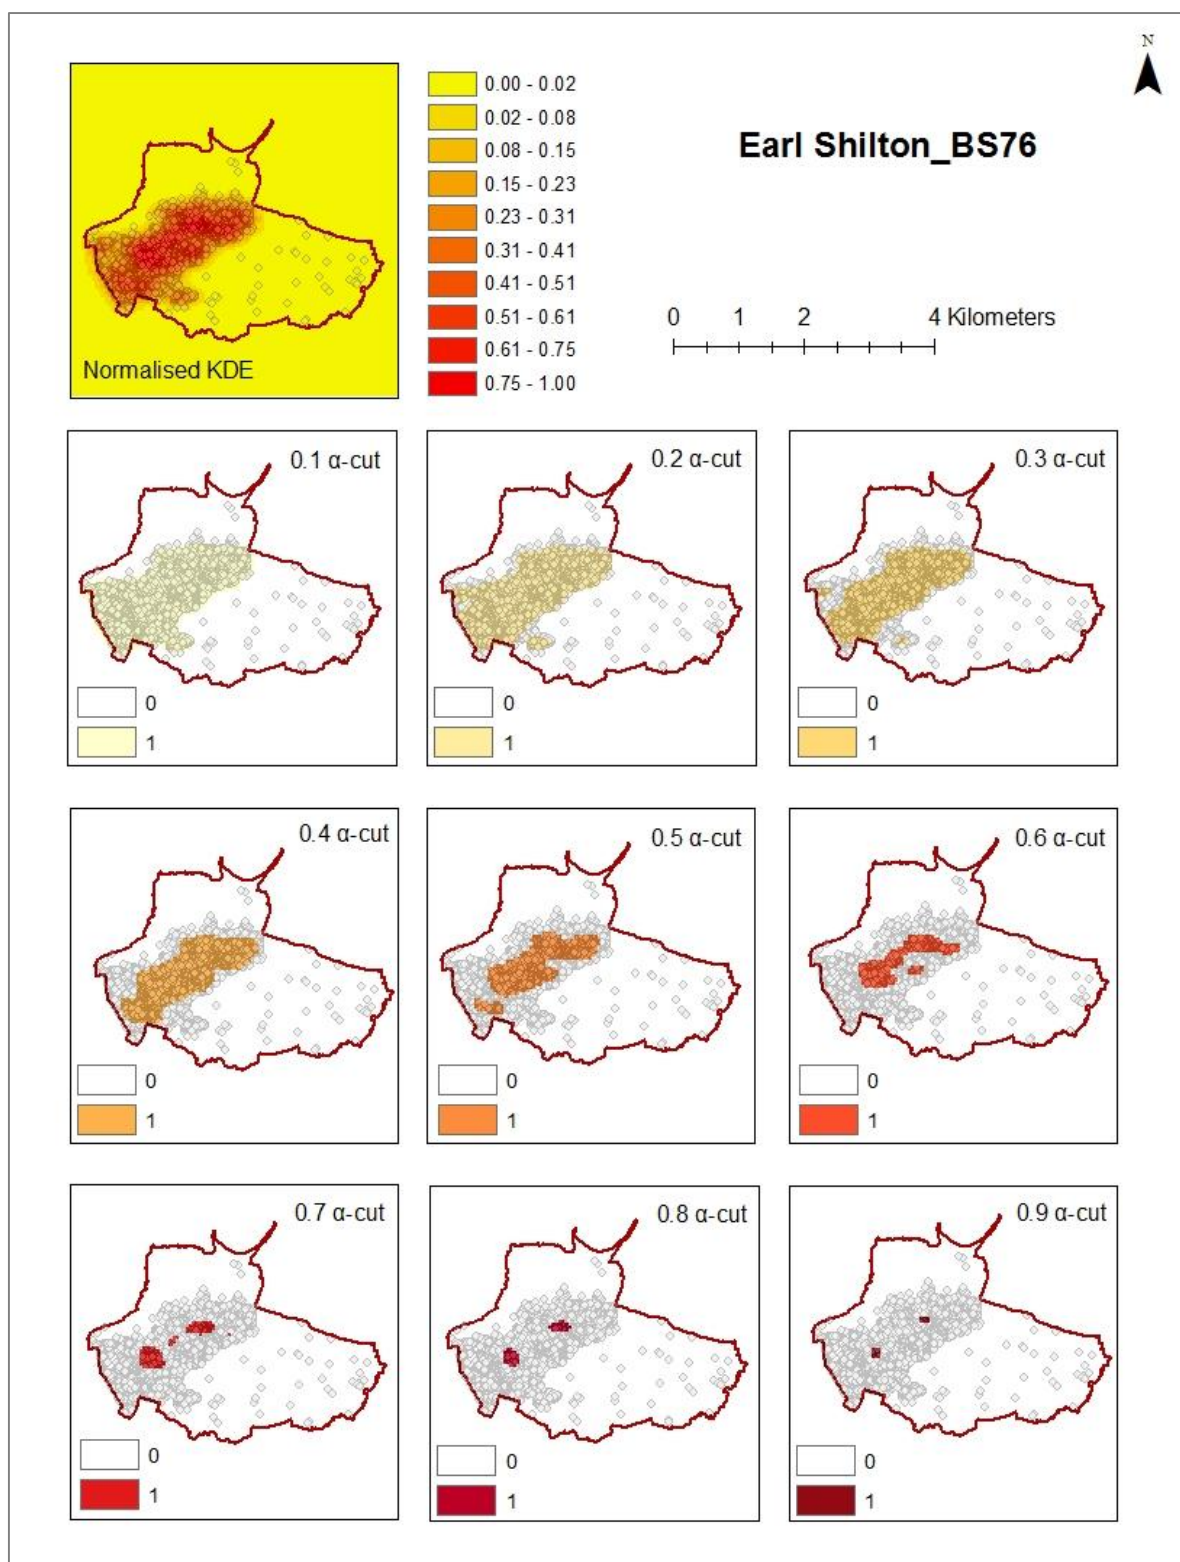 N
Earl Shilton_BS76
0.00 - 0.02
0.02 - 0.08
0.08 - 0.15
0.15 - 0.23
0.23 - 0.31
0.31 - 0.41
0.41 - 0.51
0.51 - 0.61
0.61 - 0.75
0.75 - 1.00
0 1 2 4 Kilometers
Normalised KDE
0.1 α-cut
0
1
0.2 α-cut
0
1
0.3 α-cut
0
1
0.4 α-cut
0
1
0.5 α-cut
0
1
0.6 α-cut
0
1
0.7 α-cut
0
1
0.8 α-cut
0
1
0.9 α-cut
0
1